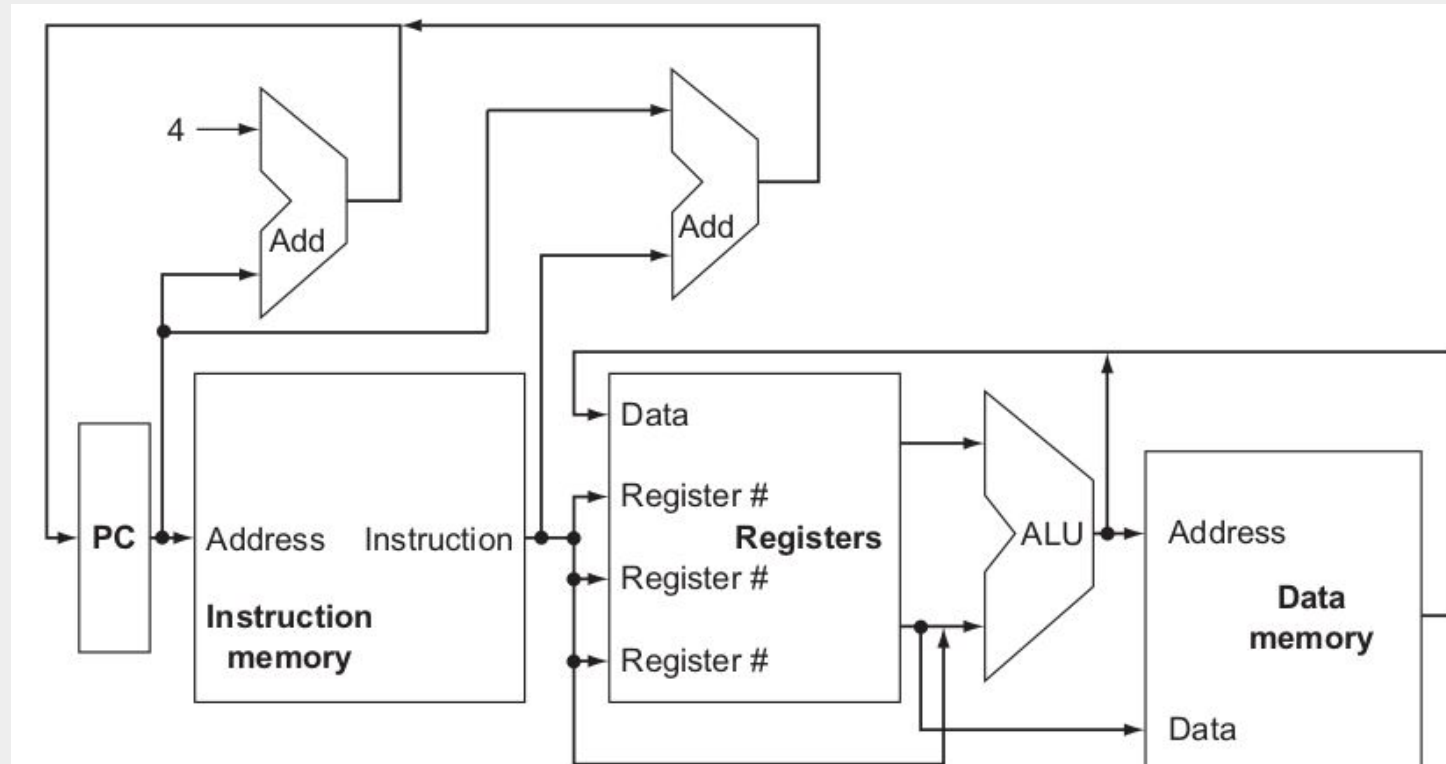 4
Add
Add
Data
Register #
PC
Address
Instruction
Registers
ALU
Address
Register #
Instruction
memory
Data
memory
Register #
Data